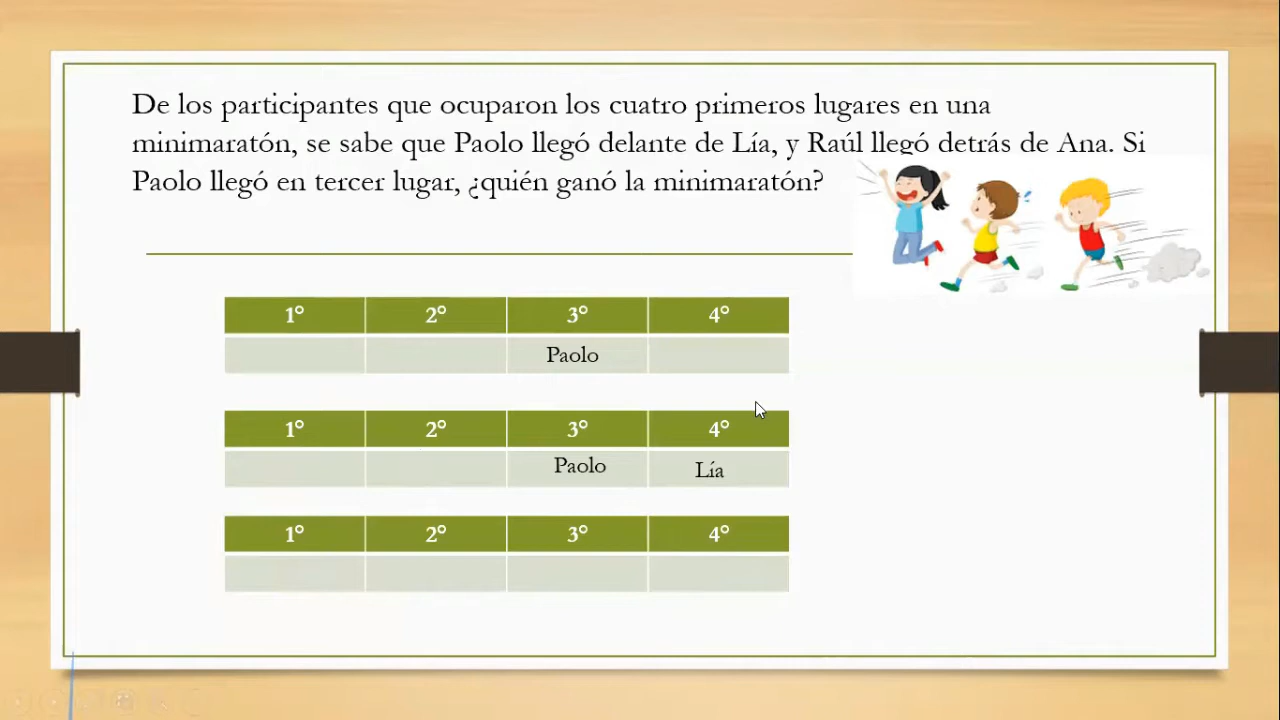 De los participantes que ocuparon los cuatro primeros lugares en una
minimaratón, se sabe que Paolo llegó delante de Lía, y Raúl llegó detrás de Ana. Si
Paolo llegó en tercer lugar, ¿quién ganó la minimaratón?
1° 2° 3° 4°
Paolo
1° 2° 3° 4°
Paolo Lía
1° 2° 3° 4°